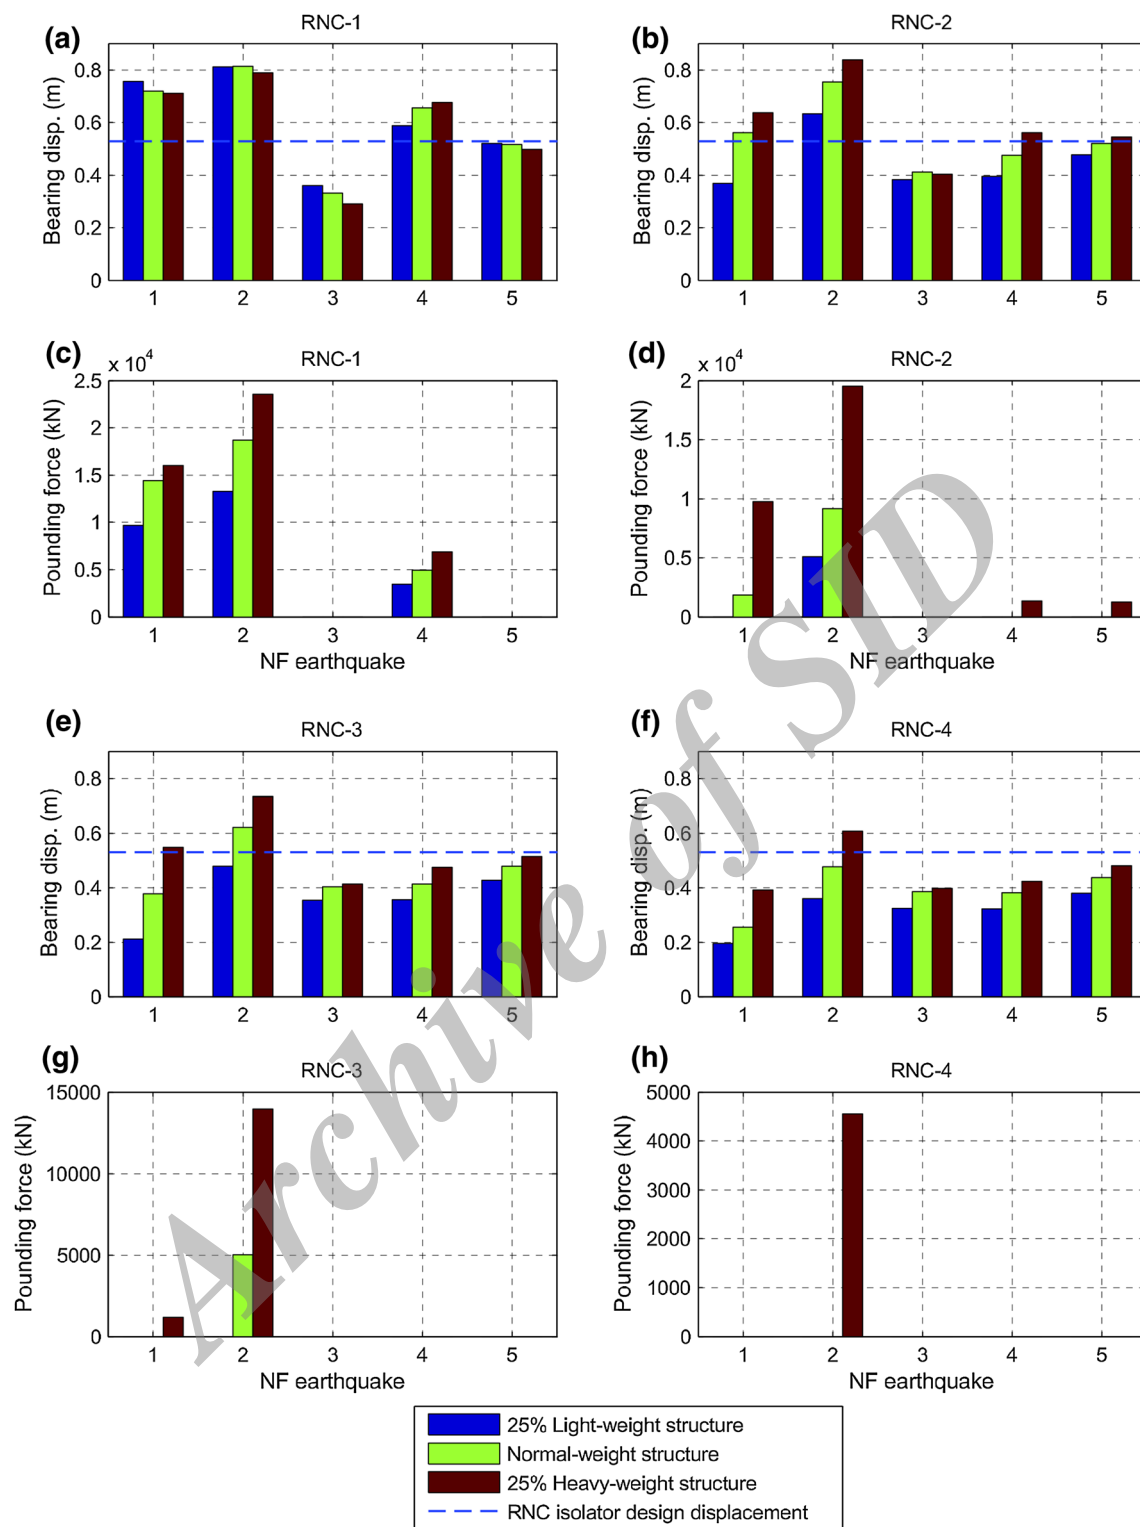 (a) RNC-1
Bearing disp. (m)
0.8
0.6
0.4
0.2
0
1 2 3 4 5
(b) RNC-2
Bearing disp. (m)
0.8
0.6
0.4
0.2
0
1 2 3 4 5
(c) RNC-1
x 10^4
Pounding force (kN)
2.5
2
1.5
1
0.5
0
1 2 3 4 5
NF earthquake
(d) RNC-2
x 10^4
Pounding force (kN)
2
1.5
1
0.5
0
1 2 3 4 5
NF earthquake
(e) RNC-3
Bearing disp. (m)
0.8
0.6
0.4
0.2
0
1 2 3 4 5
(f) RNC-4
Bearing disp. (m)
0.8
0.6
0.4
0.2
0
1 2 3 4 5
(g) RNC-3
Pounding force (kN)
15000
10000
5000
0
1 2 3 4 5
NF earthquake
(h) RNC-4
Pounding force (kN)
5000
4000
3000
2000
1000
0
1 2 3 4 5
NF earthquake
25% Light-weight structure
Normal-weight structure
25% Heavy-weight structure
RNC isolator design displacement
Archive of SID